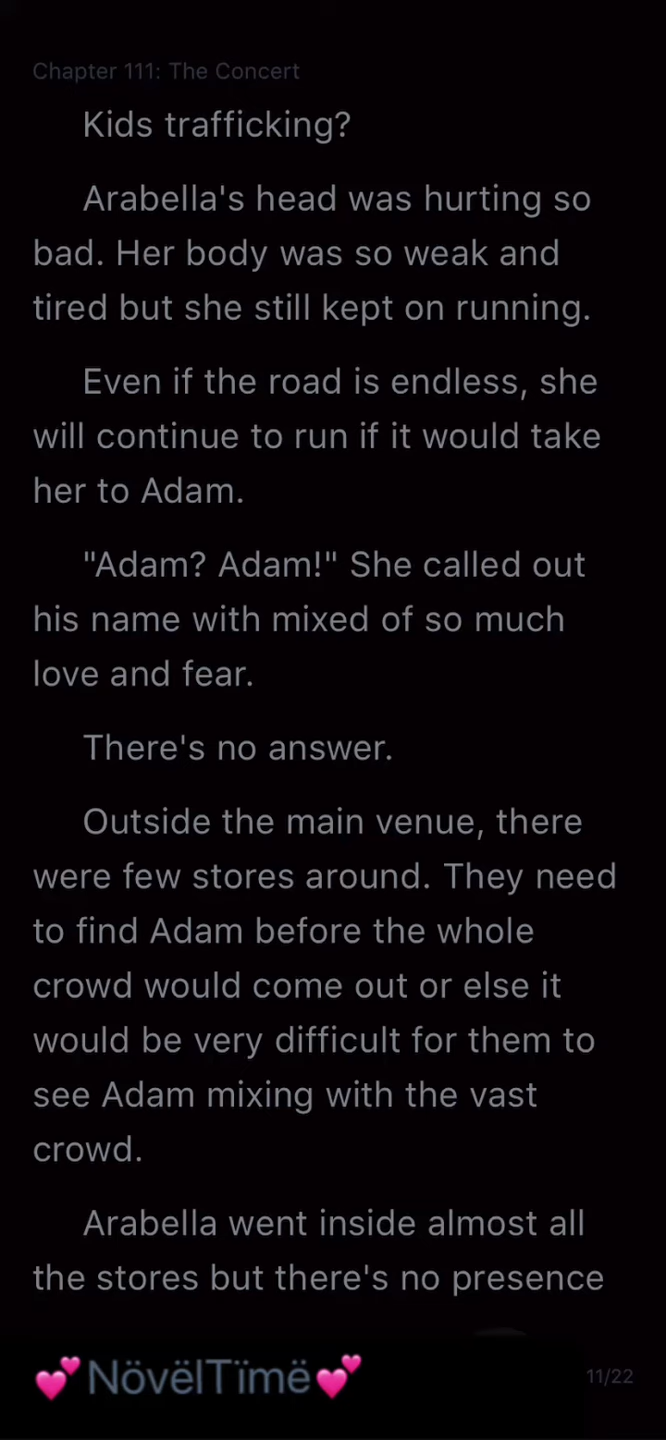 Chapter 111: The Concert
Kids trafficking?
Arabella's head was hurting so
bad. Her body was so weak and
tired but she still kept on running.
Even if the road is endless, she
will continue to run if it would take
her to Adam.
"Adam? Adam!" She called out
his name with mixed of so much
love and fear.
There's no answer.
Outside the main venue, there
were few stores around. They need
to find Adam before the whole
crowd would come out or else it
would be very difficult for them to
see Adam mixing with the vast
crowd.
Arabella went inside almost all
the stores but there's no presence
💕NövëlTïmë💕
11/22